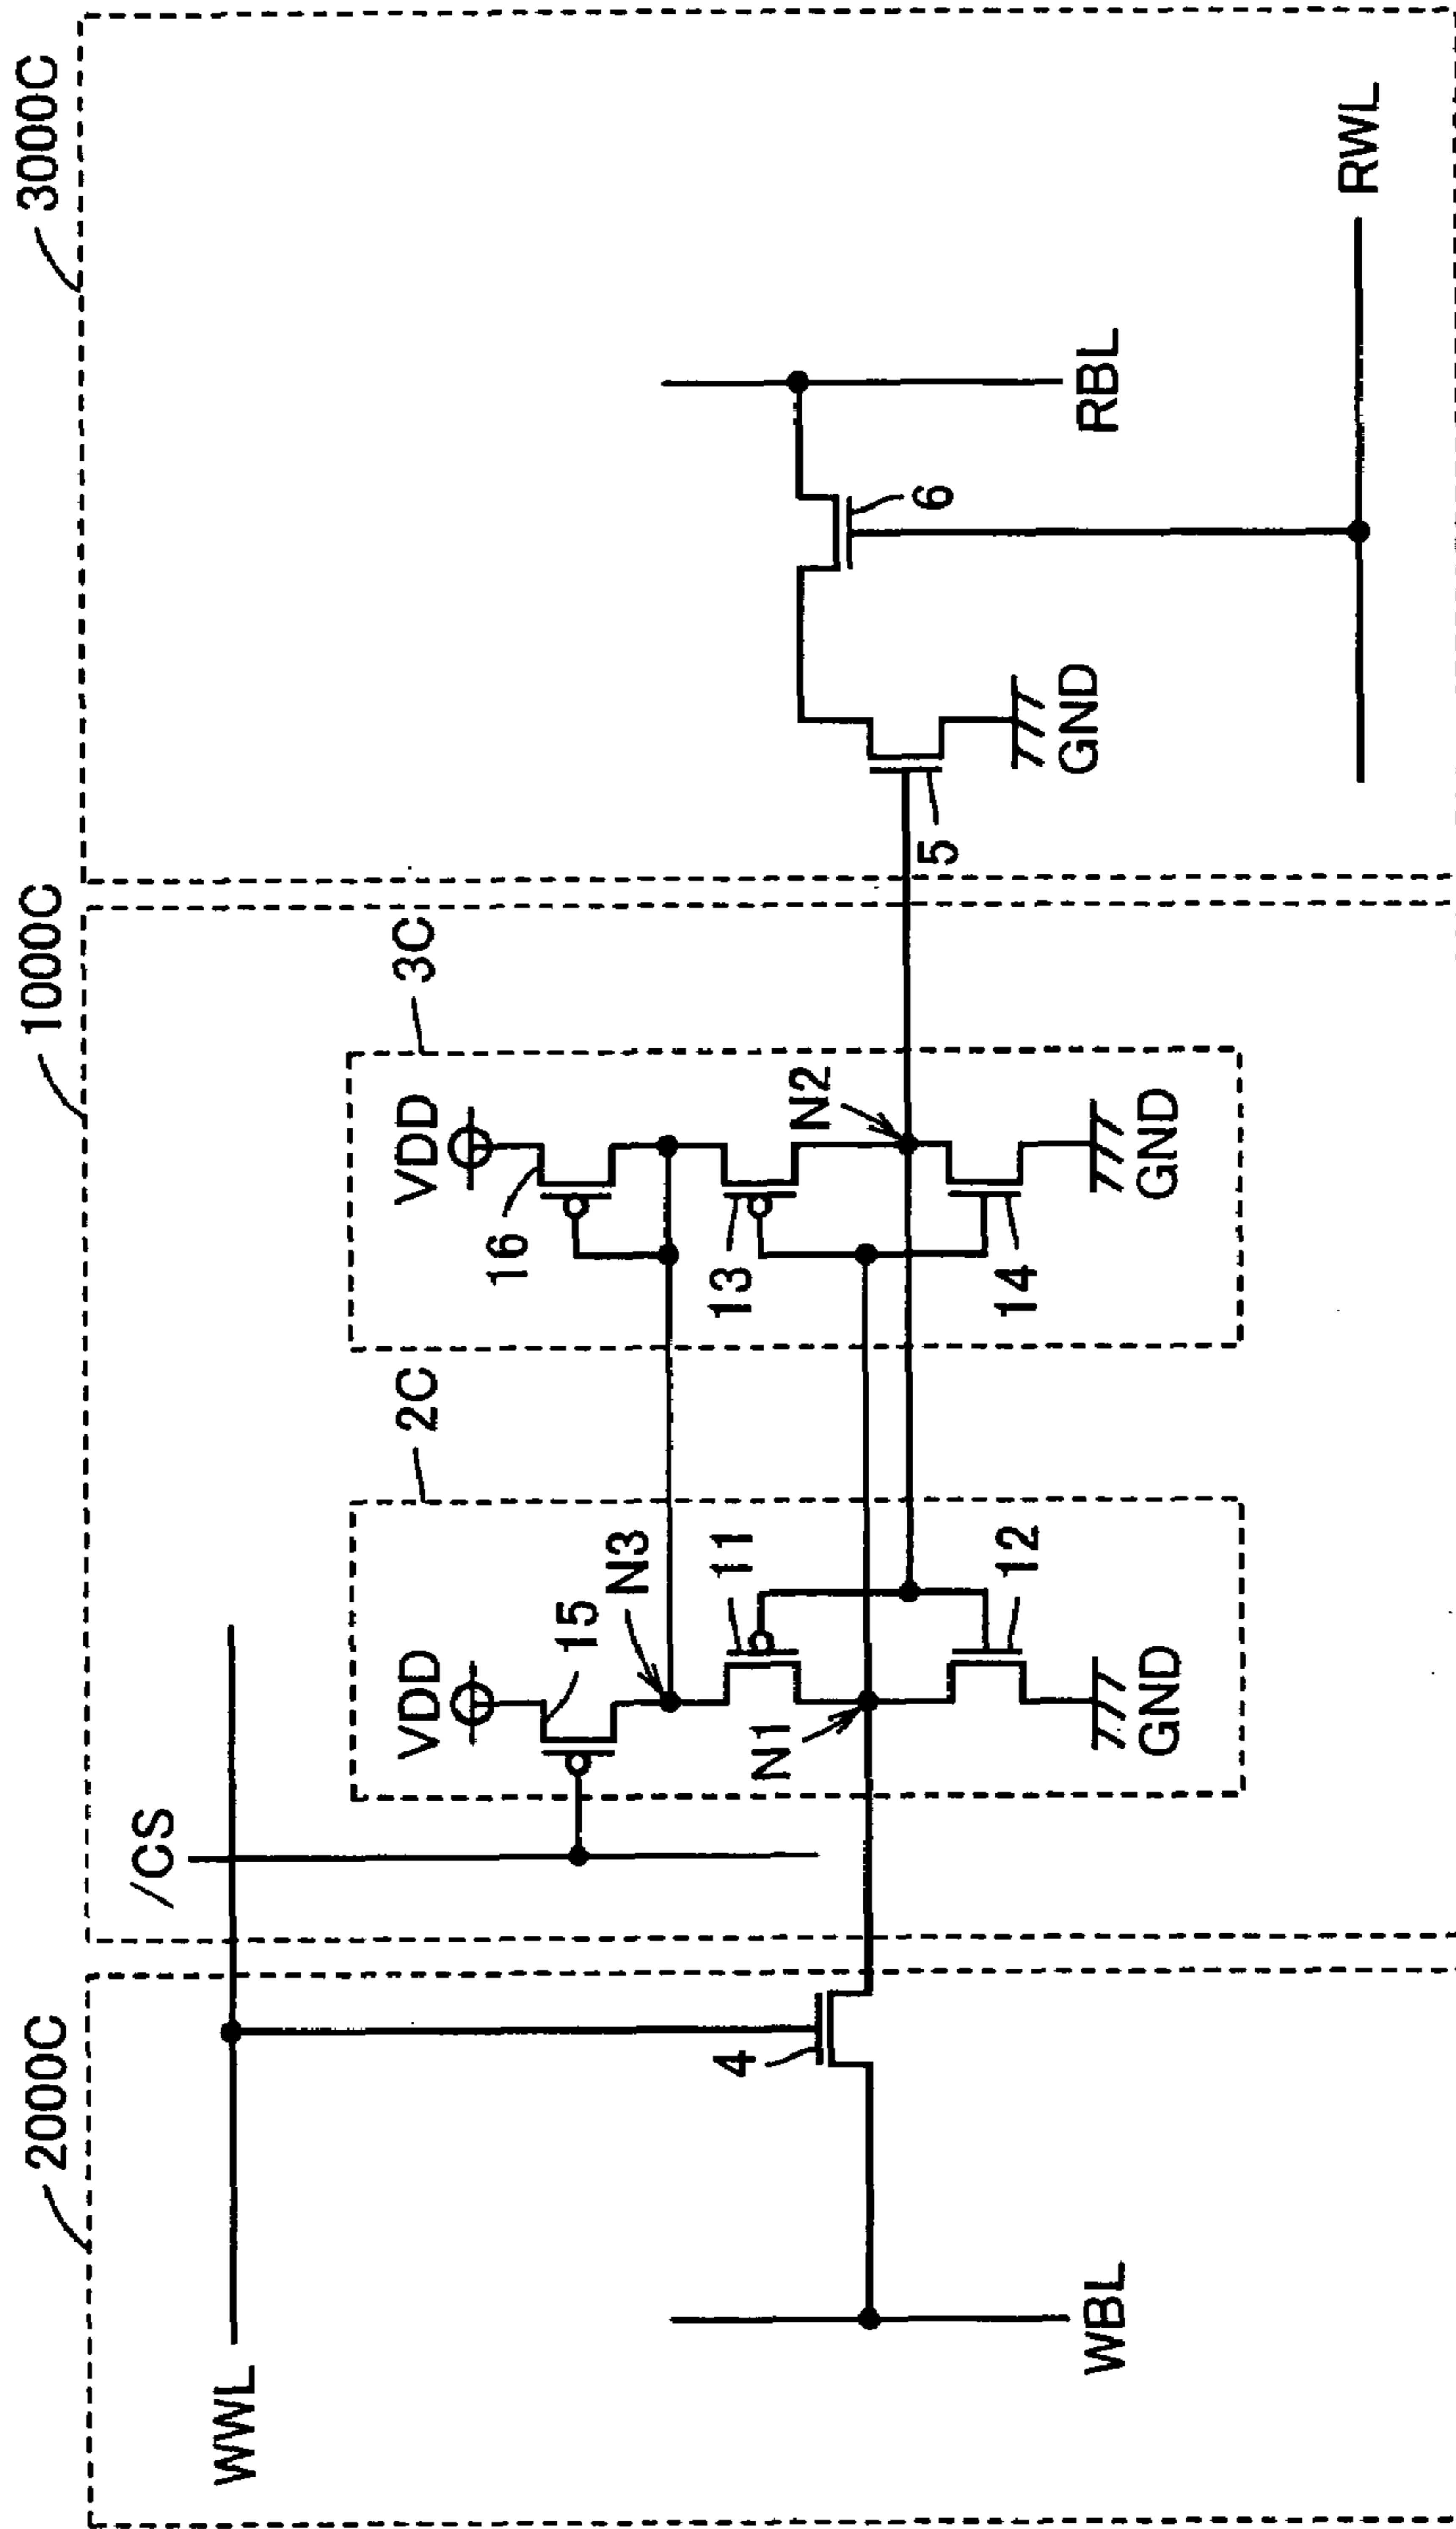 2000C
1000C
3000C
WWL
/CS
2C
3C
VDD
VDD
15
16
N3
11
13
N2
N1
4
12
14
5
6
GND
GND
GND
WBL
RBL
RWL